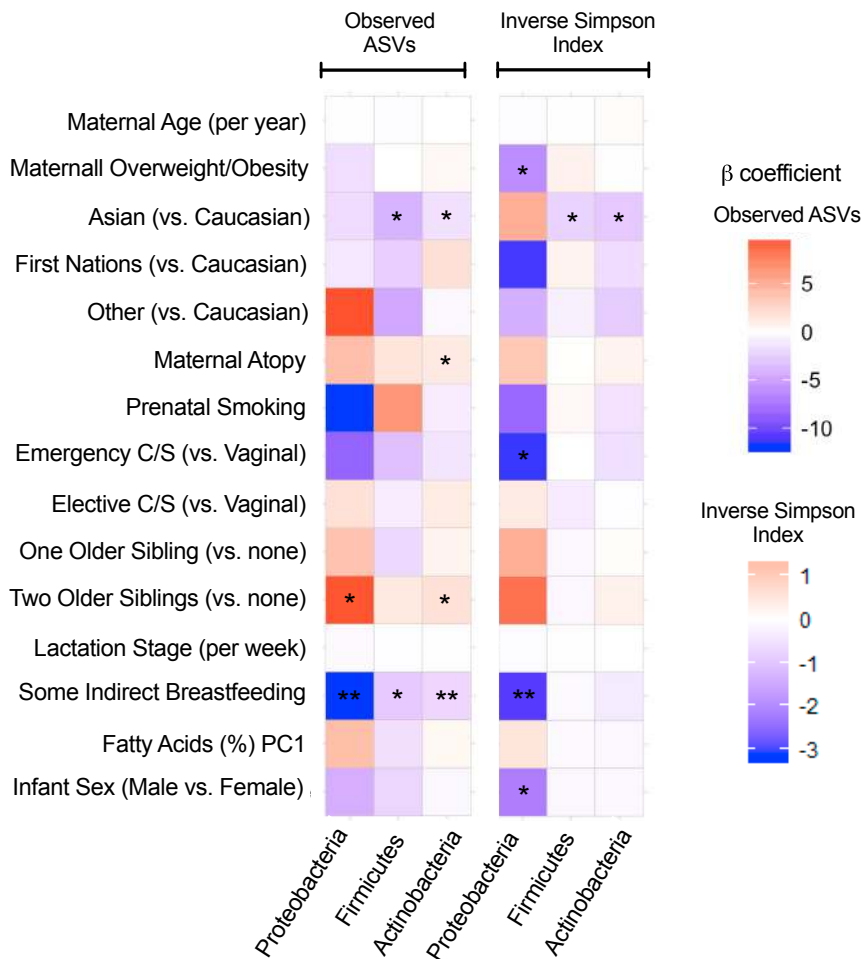 Observed
ASVs
Inverse Simpson
Index
Maternal Age (per year)
Maternall Overweight/Obesity
*
Asian (vs. Caucasian)
* * * *
First Nations (vs. Caucasian)
Other (vs. Caucasian)
Maternal Atopy
*
Prenatal Smoking
Emergency C/S (vs. Vaginal)
*
Elective C/S (vs. Vaginal)
One Older Sibling (vs. none)
Two Older Siblings (vs. none)
* *
Lactation Stage (per week)
Some Indirect Breastfeeding
** * ** **
Fatty Acids (%) PC1
Infant Sex (Male vs. Female)
*
Proteobacteria
Firmicutes
Actinobacteria
Proteobacteria
Firmicutes
Actinobacteria
β coefficient
Observed ASVs
5
0
-5
-10
Inverse Simpson
Index
1
0
-1
-2
-3